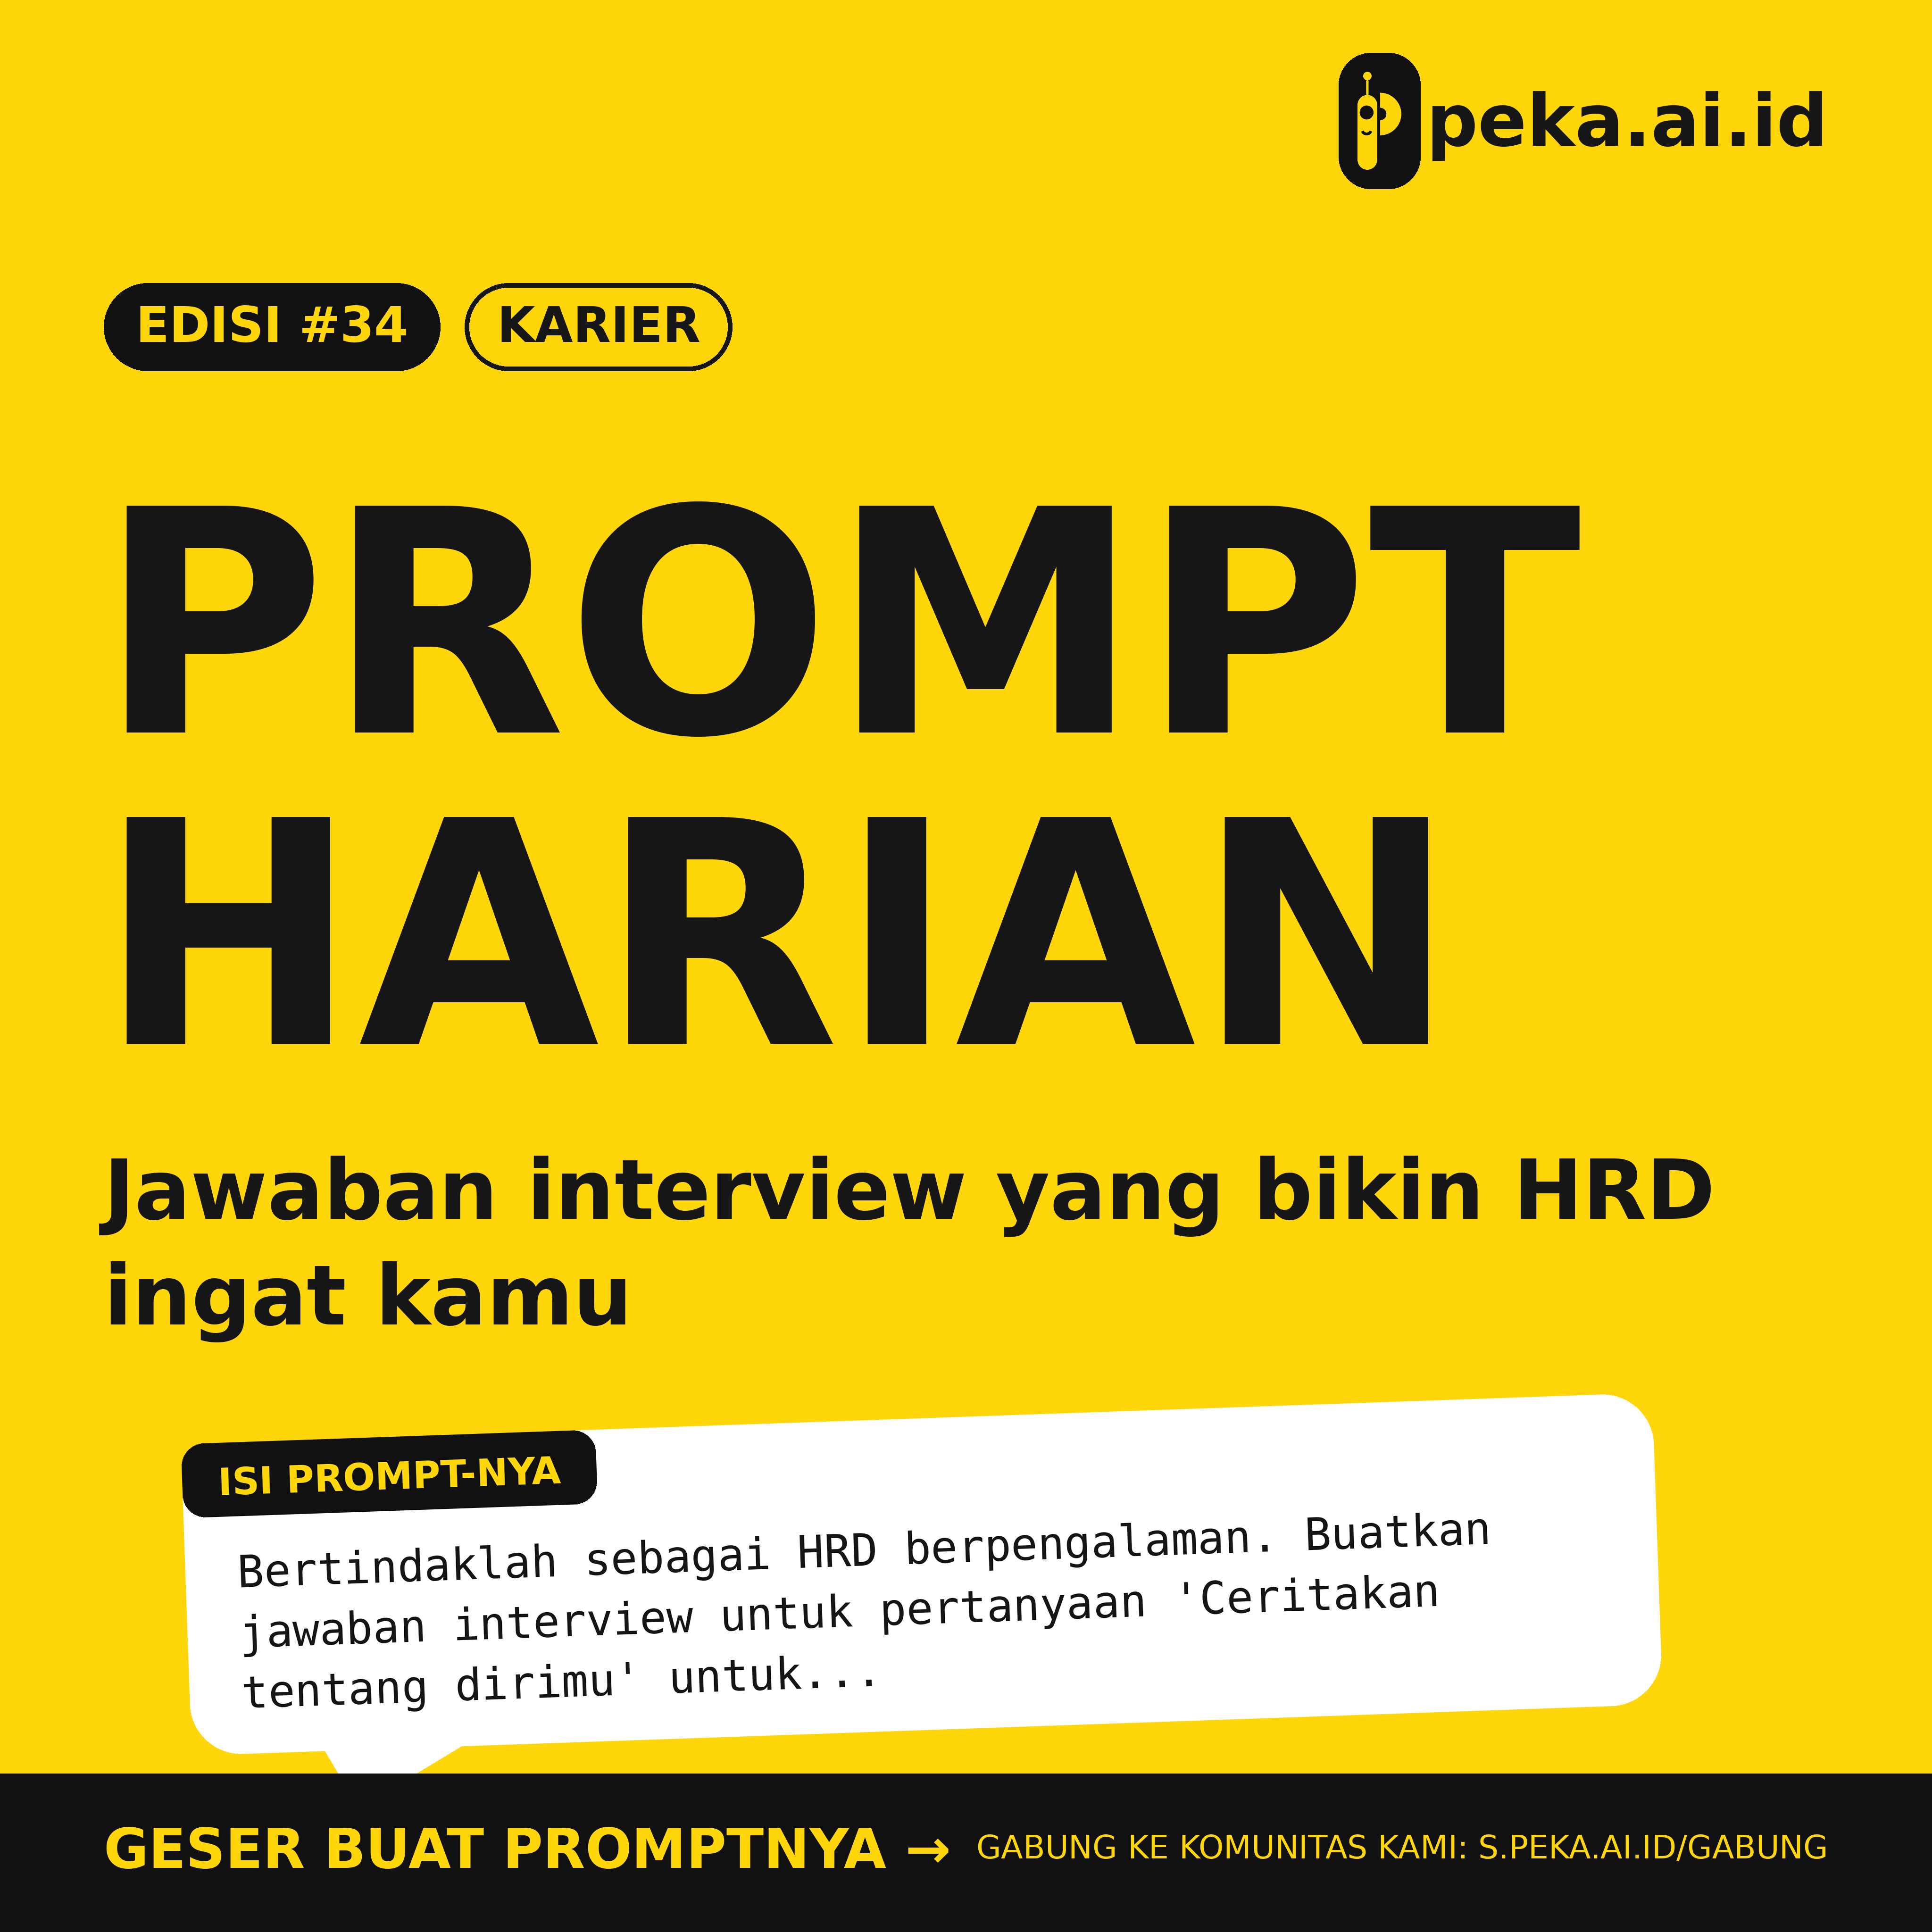 peka.ai.id
EDISI #34
KARIER
PROMPT
HARIAN
Jawaban interview yang bikin HRD
ingat kamu
ISI PROMPT-NYA
Bertindaklah sebagai HRD berpengalaman. Buatkan
jawaban interview untuk pertanyaan 'Ceritakan
tentang dirimu' untuk...
GESER BUAT PROMPTNYA →
GABUNG KE KOMUNITAS KAMI: S.PEKA.AI.ID/GABUNG